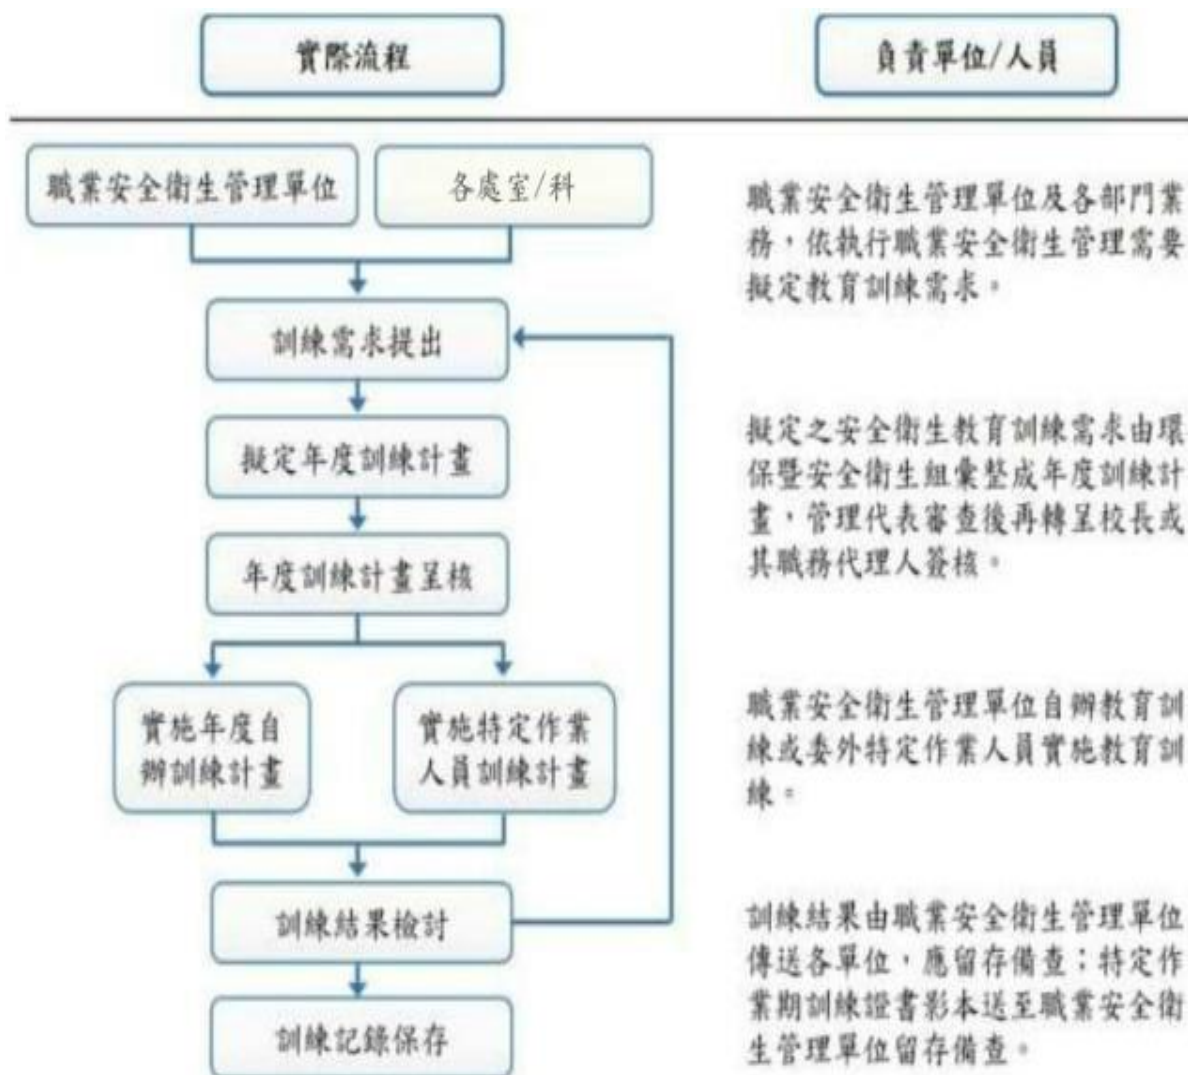 實際流程
負責單位/人員
職業安全衛生管理單位
各處室/科
職業安全衛生管理單位及各部門業
務，依執行職業安全衛生管理需要
擬定教育訓練需求。
訓練需求提出
擬定年度訓練計畫
擬定之安全衛生教育訓練需求由環
保暨安全衛生組彙整成年度訓練計
畫，管理代表審查後再轉呈校長或
其職務代理人簽核。
年度訓練計畫呈核
實施年度自
辦訓練計畫
實施特定作業
人員訓練計畫
職業安全衛生管理單位自辦教育訓
練或委外特定作業人員實施教育訓
練。
訓練結果檢討
訓練結果由職業安全衛生管理單位
傳送各單位，應留存備查；特定作
業期訓練證書影本送至職業安全衛
生管理單位留存備查。
訓練記錄保存